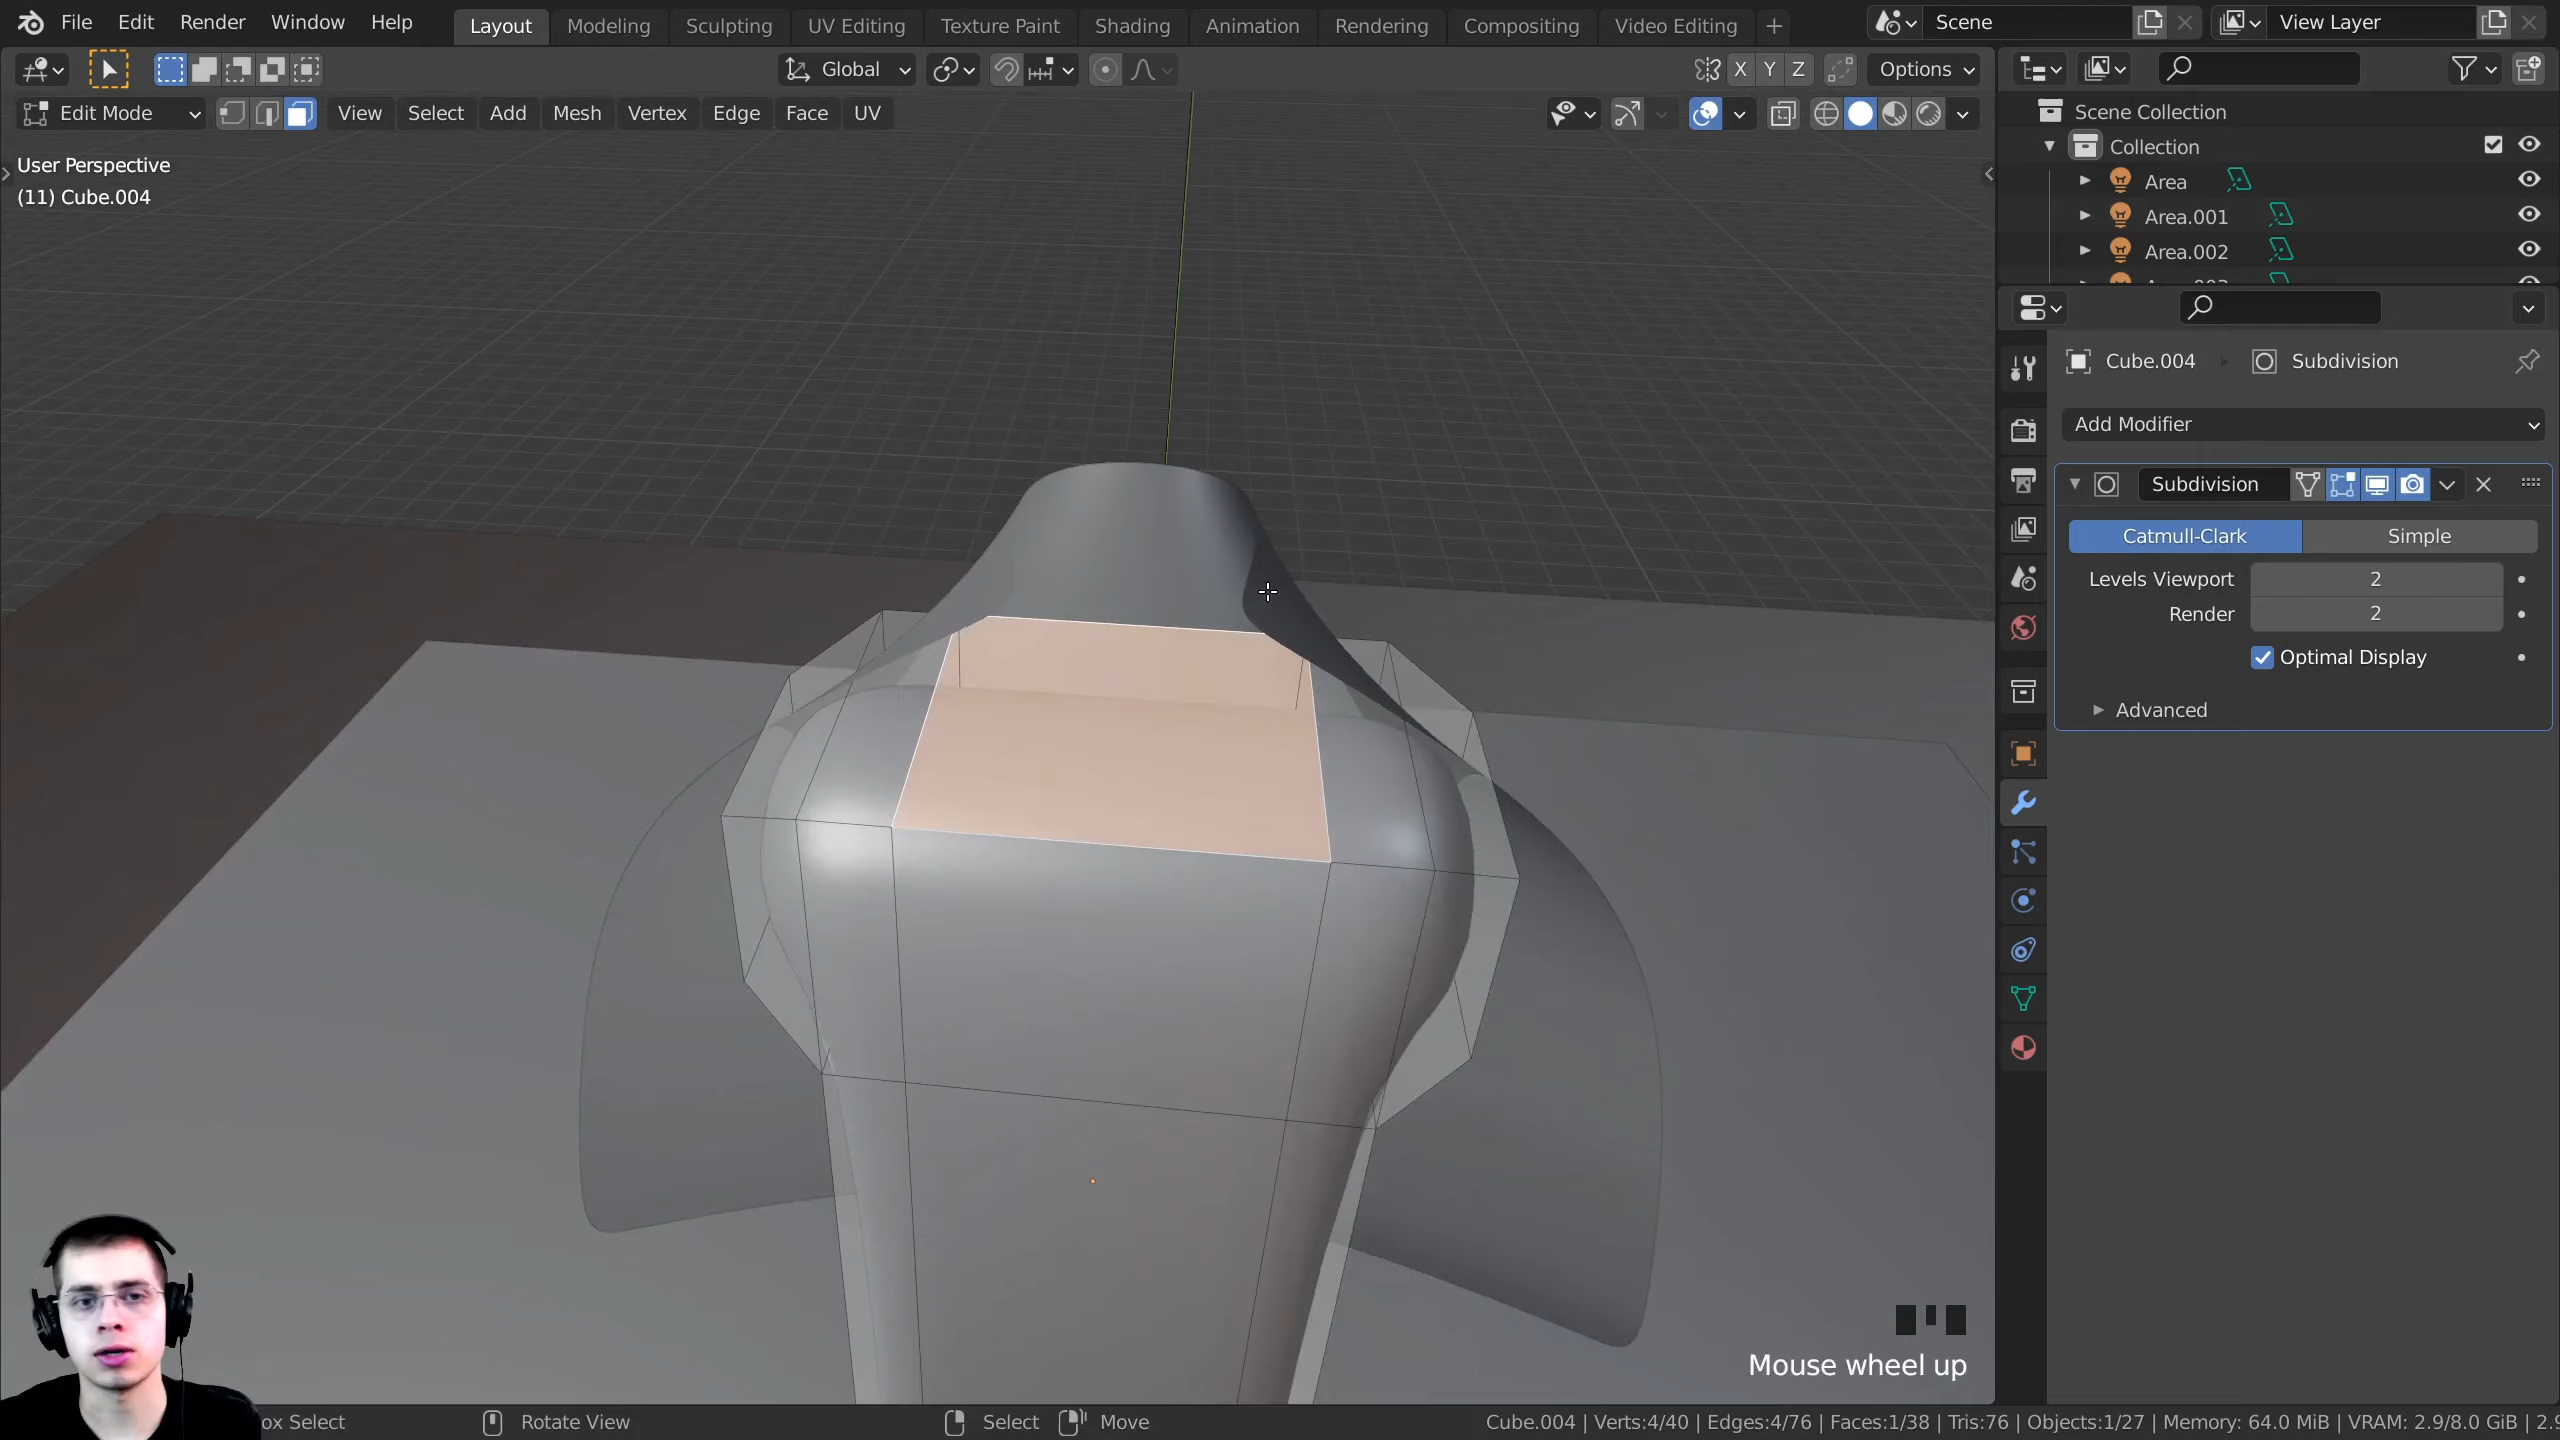 File Edit Render Window Help Layout Modeling Sculpting UV Editing Texture Paint Shading Animation Rendering Compositing Video Editing + Scene View Layer
Global X Y Z Options
Edit Mode View Select Add Mesh Vertex Edge Face UV
User Perspective
(11) Cube.004
Scene Collection
Collection
Area
Area.001
Area.002
Cube.004 Subdivision
Add Modifier
Subdivision
Catmull-Clark Simple
Levels Viewport 2
Render 2
Optimal Display
Advanced
Mouse wheel up
ox Select Rotate View Select Move Cube.004 | Verts:4/40 | Edges:4/76 | Faces:1/38 | Tris:76 | Objects:1/27 | Memory: 64.0 MiB | VRAM: 2.9/8.0 GiB | 2.9